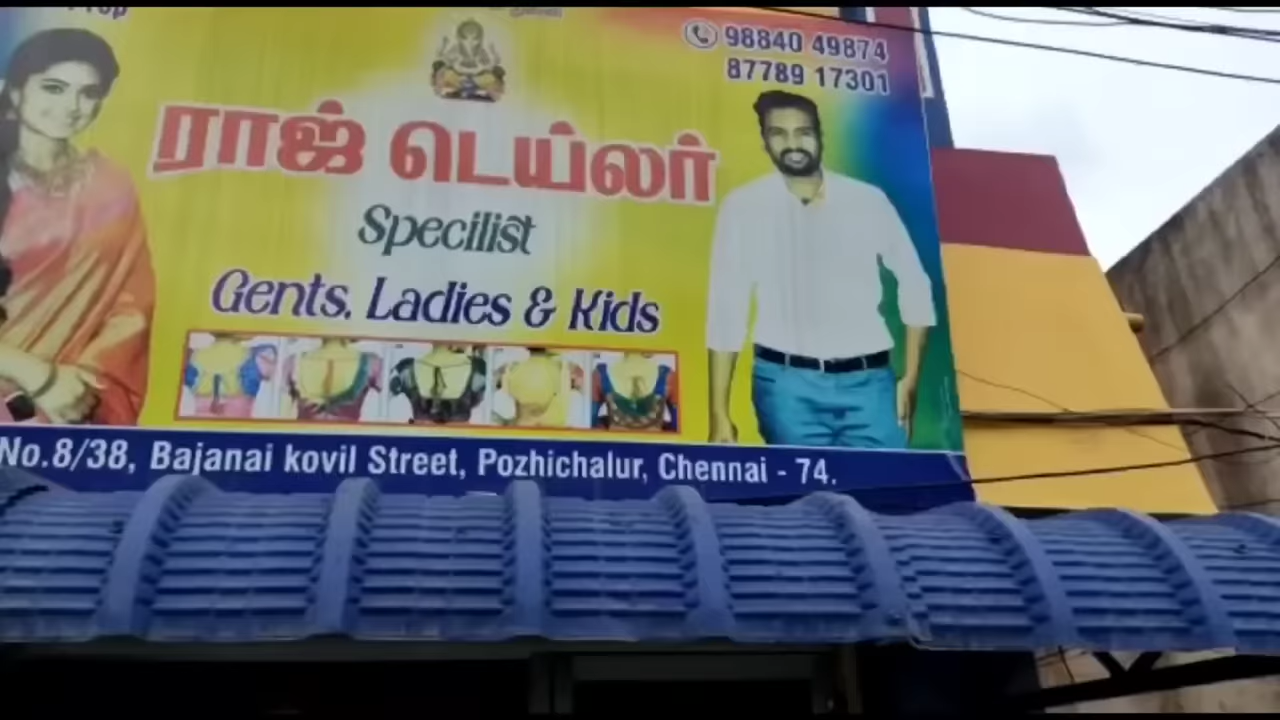 98840 49874
87789 17301
ராஜ் டெய்லர்
Specilist
Gents, Ladies & Kids
No.8/38, Bajanai kovil Street, Pozhichalur, Chennai - 74.